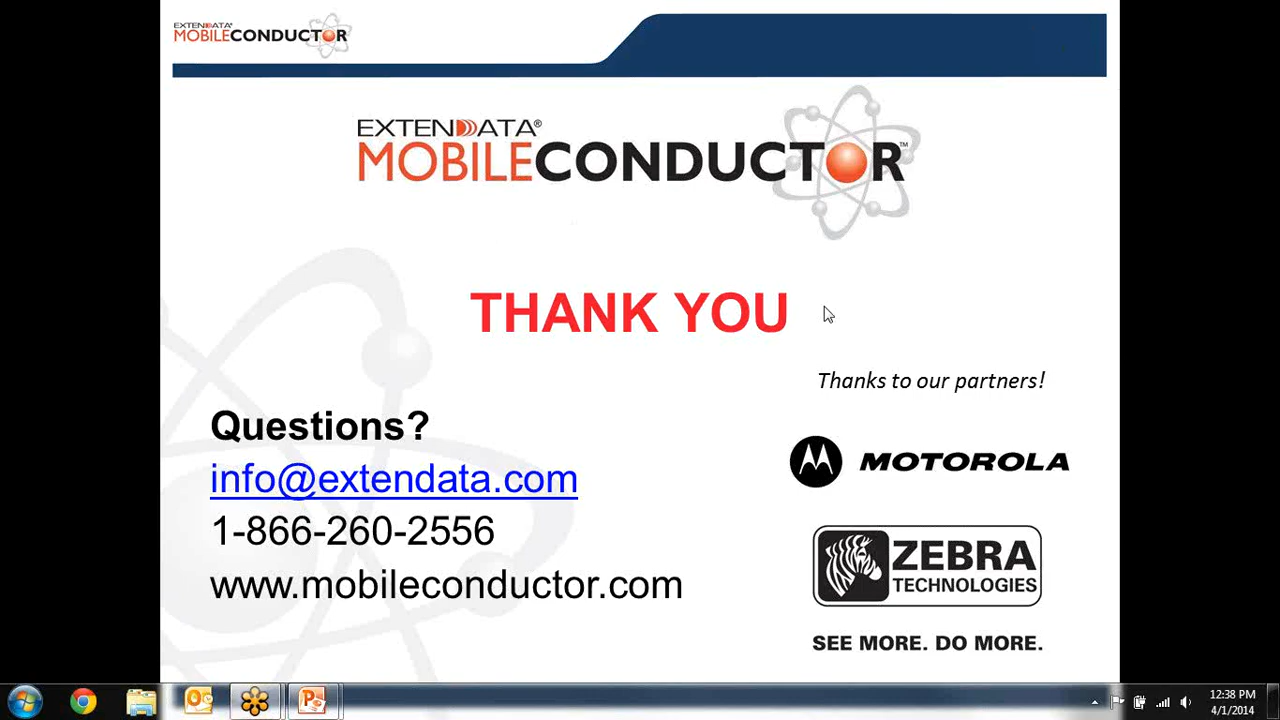 EXTENDATA®
MOBILECONDUCTOR
EXTENDATA®
MOBILECONDUCTOR™
THANK YOU
Thanks to our partners!
Questions?
info@extendata.com
1-866-260-2556
www.mobileconductor.com
MOTOROLA
ZEBRA
TECHNOLOGIES
SEE MORE. DO MORE.
12:38 PM
4/1/2014